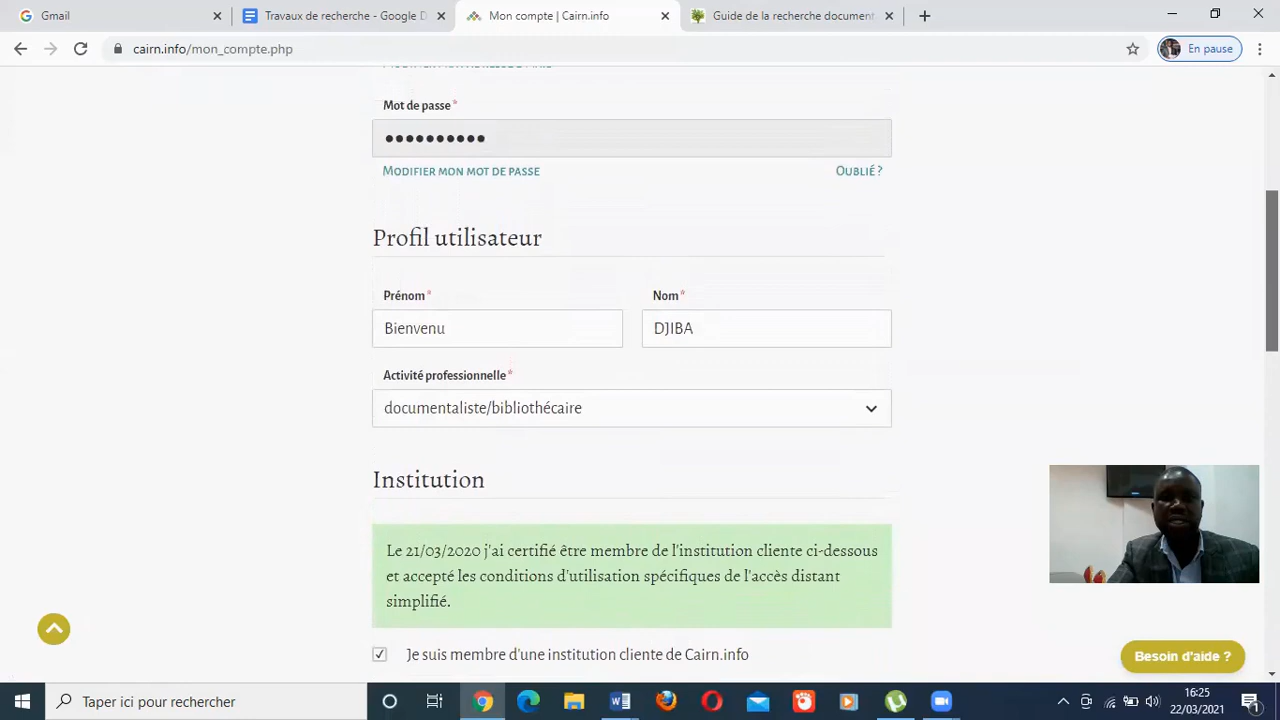 Gmail
Travaux de recherche - Google D
Mon compte | Cairn.info
Guide de la recherche document
cairn.info/mon_compte.php
En pause
Mot de passe *
●●●●●●●●●●
Modifier mon mot de passe
Oublié ?
Profil utilisateur
Prénom *
Nom *
Bienvenu
DJIBA
Activité professionnelle *
documentaliste/bibliothécaire
Institution
Le 21/03/2020 j'ai certifié être membre de l'institution cliente ci-dessous
et accepté les conditions d'utilisation spécifiques de l'accès distant
simplifié.
Je suis membre d'une institution cliente de Cairn.info
Besoin d'aide ?
Taper ici pour rechercher
16:25
22/03/2021
1